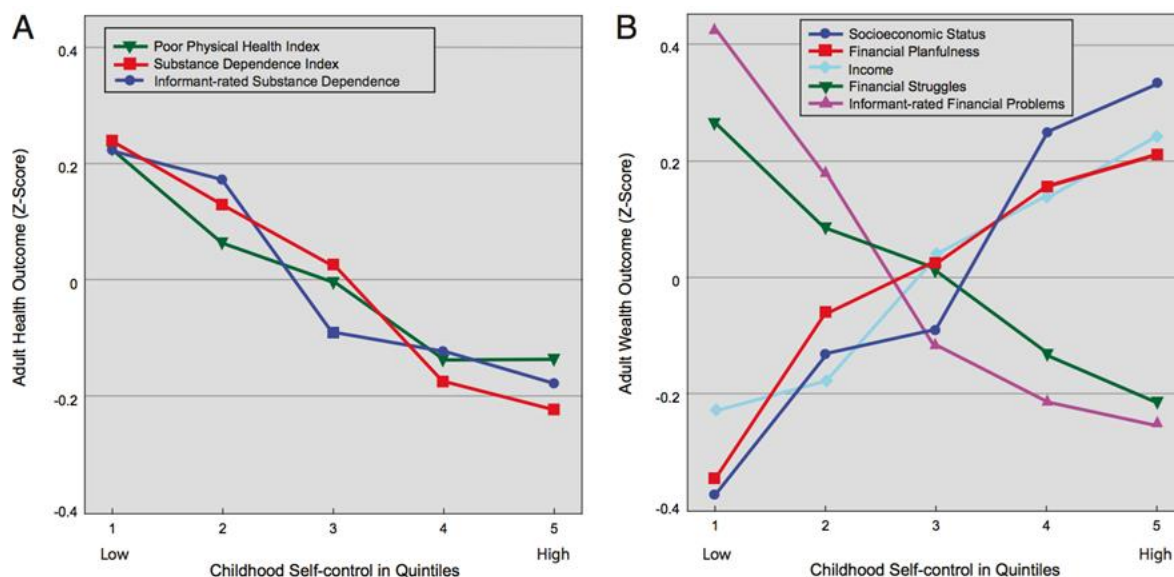 A
Poor Physical Health Index
Substance Dependence Index
Informant-rated Substance Dependence
Adult Health Outcome (Z-Score)
0.4
0.2
0
-0.2
-0.4
1 2 3 4 5
Low High
Childhood Self-control in Quintiles
B
Socioeconomic Status
Financial Planfulness
Income
Financial Struggles
Informant-rated Financial Problems
Adult Wealth Outcome (Z-Score)
0.4
0.2
0
-0.2
-0.4
1 2 3 4 5
Low High
Childhood Self-control in Quintiles